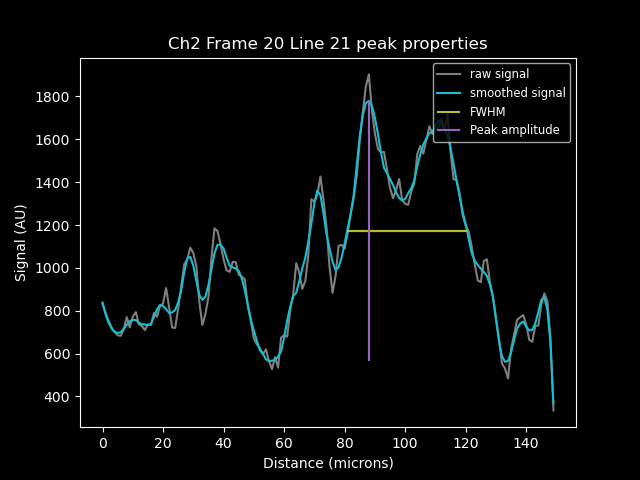 Ch2 Frame 20 Line 21 peak properties
raw signal
smoothed signal
FWHM
Peak amplitude
Signal (AU)
1800
1600
1400
1200
1000
800
600
400
0 20 40 60 80 100 120 140
Distance (microns)